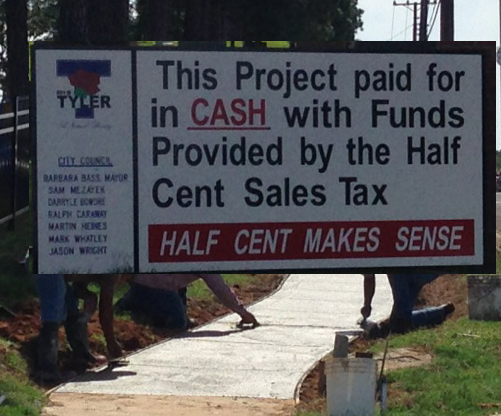 This Project paid for
in CASH with Funds
Provided by the Half
Cent Sales Tax
HALF CENT MAKES SENSE
TYLER
CITY COUNCIL
BARBARA BASS, MAYOR
SAM MEZAYEK
DARRYLE BOWDRE
RALPH CARAWAY
MARTIN HEINES
MARK WHATLEY
JASON WRIGHT